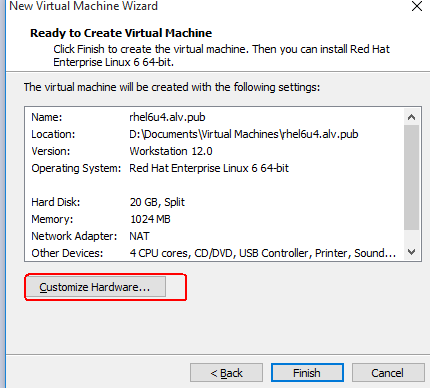 New Virtual Machine Wizard
Ready to Create Virtual Machine
Click Finish to create the virtual machine. Then you can install Red Hat
Enterprise Linux 6 64-bit.
The virtual machine will be created with the following settings:
Name: rhel6u4.alv.pub
Location: D:\Documents\Virtual Machines\rhel6u4.alv.pub
Version: Workstation 12.0
Operating System: Red Hat Enterprise Linux 6 64-bit
Hard Disk: 20 GB, Split
Memory: 1024 MB
Network Adapter: NAT
Other Devices: 4 CPU cores, CD/DVD, USB Controller, Printer, Sound...
Customize Hardware...
< Back Finish Cancel